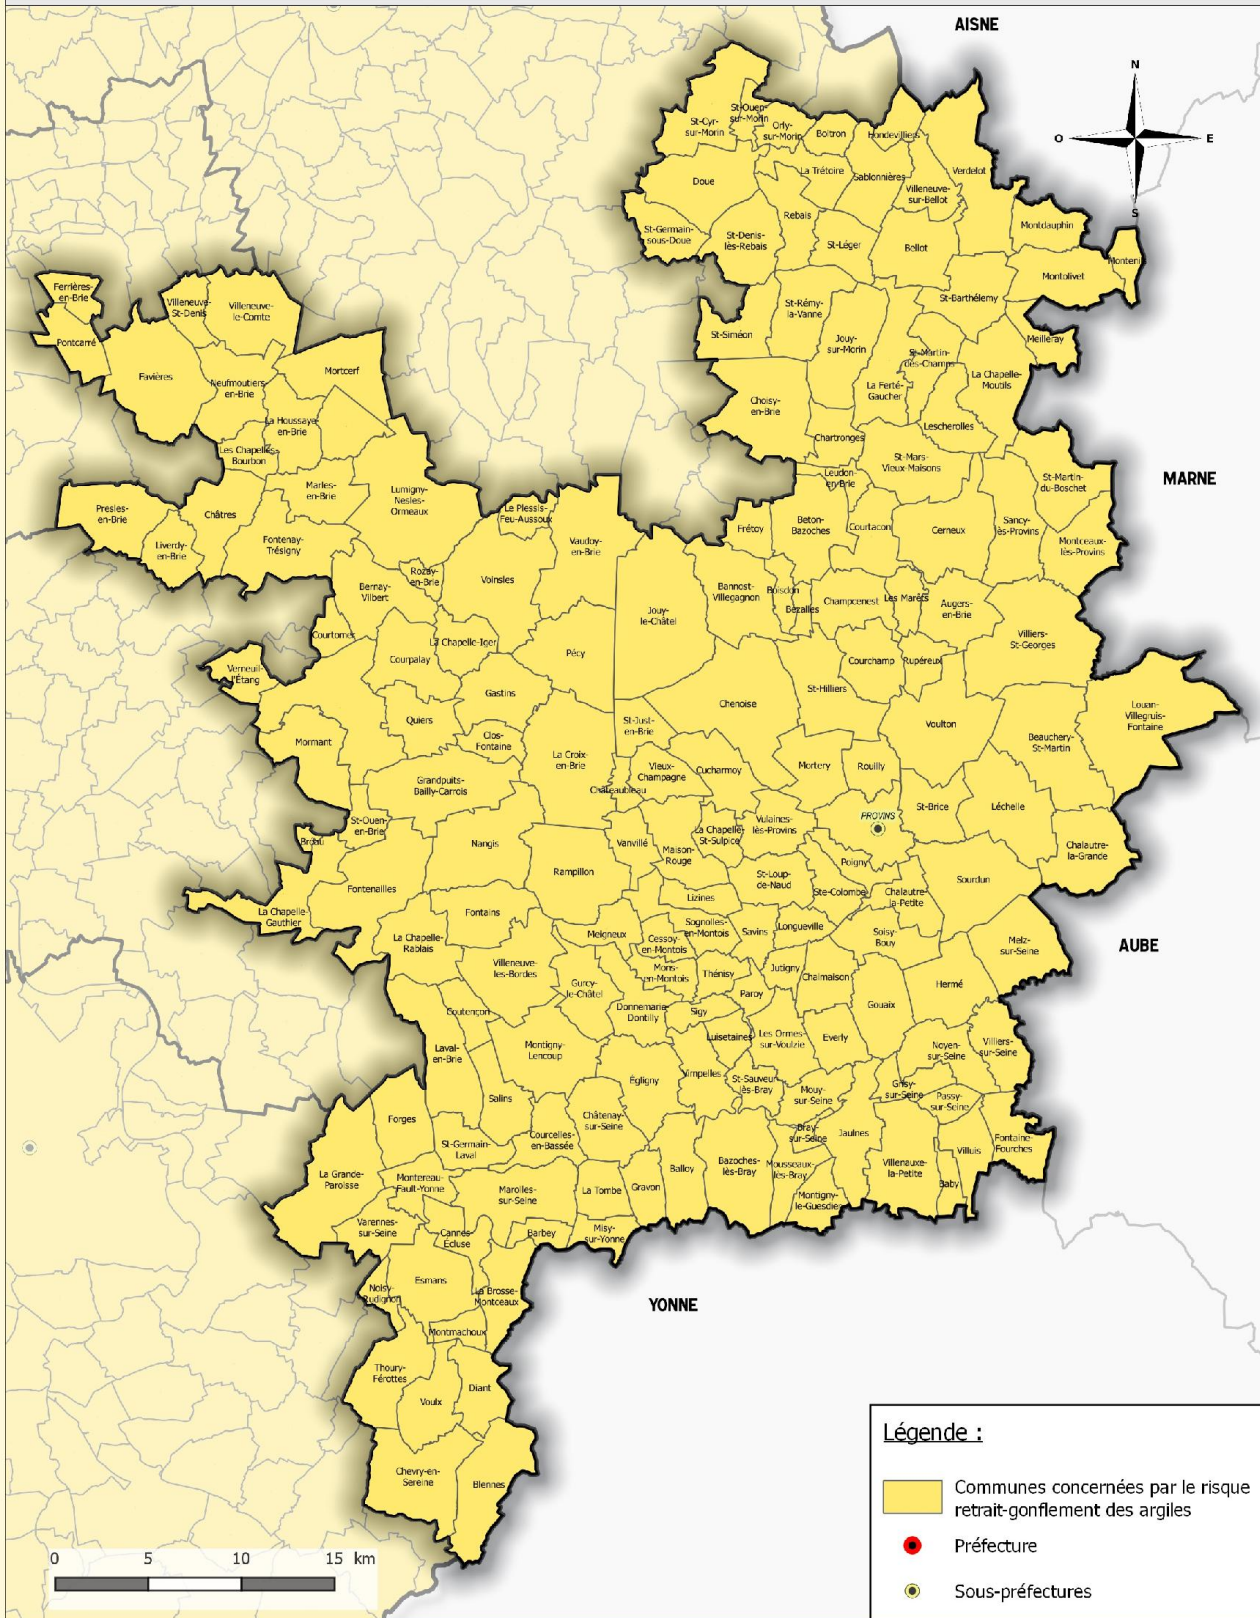 AISNE
N
O
E
S
St-Cyr-
sur-Morin
St-Ouen-
sur-Morin
Orly-
sur-Morin
Boitron
Hondevilliers
Verdelot
Doue
La Trétoire
Sablonnières
Villeneuve-
sur-Bellot
St-Germain-
sous-Doue
St-Denis-
lès-Rebais
Rebais
St-Léger
Bellot
Montdauphin
Montolivet
Montenils
Ferrières-
en-Brie
Pontcarré
Villeneuve-
St-Denis
Villeneuve-
le-Comte
Favières
Neufmoutiers-
en-Brie
Mortcerf
La Houssaye-
en-Brie
Les Chapelles-
Bourbon
St-Siméon
St-Rémy-
la-Vanne
Jouy-
sur-Morin
St-Barthélemy
St-Martin-
des-Champs
Meilleray
La Ferté-
Gaucher
La Chapelle-
Moutils
Choisy-
en-Brie
Chartronges
Lescherolles
Leudon-
en-Brie
St-Mars-
Vieux-Maisons
St-Martin-
du-Boschet
MARNE
Presles-
en-Brie
Châtres
Liverdy-
en-Brie
Marles-
en-Brie
Fontenay-
Trésigny
Lumigny-
Nesles-
Ormeaux
Le Plessis-
Feu-Aussoux
Vaudoy-
en-Brie
Frétoy
Beton-
Bazoches
Courtacon
Cerneux
Sancy-
lès-Provins
Montceaux-
lès-Provins
Bernay-
Vilbert
Rozay-
en-Brie
Voinsles
Jouy-
le-Châtel
Bannost-
Villegagnon
Boisdon
Bezalles
Champcenest
Les Marêts
Augers-
en-Brie
Villiers-
St-Georges
Courtomer
Courpalay
La Chapelle-Iger
Pécy
Verneuil-
l'Étang
Gastins
St-Hilliers
Courchamp
Rupéreux
Chenoise
Louan-
Villegruis-
Fontaine
Quiers
Mormant
Clos-
Fontaine
La Croix-
en-Brie
St-Just-
en-Brie
Voulton
Beauchery-
St-Martin
Vieux-
Champagne
Cucharmoy
Mortery
Rouilly
Grandpuits-
Bailly-Carrois
Châteaubleau
St-Brice
Léchelle
PROVINS
St-Ouen-
en-Brie
Bréau
Nangis
Rampillon
Vanvillé
Maison-
Rouge
La Chapelle-
St-Sulpice
Vulaines-
lès-Provins
Chalautre-
la-Grande
Poigny
St-Loup-
de-Naud
Ste-Colombe
Chalautre-
la-Petite
Sourdun
Fontenailles
La Chapelle-
Gauthier
Lizines
Fontains
Meigneux
Cessoy-
en-Montois
Sognolles-
en-Montois
Savins
Longueville
Soisy-
Bouy
Melz-
sur-Seine
AUBE
La Chapelle-
Rablais
Villeneuve-
les-Bordes
Gurcy-
le-Châtel
Mons-
en-Montois
Thénisy
Jutigny
Chalmaison
Hermé
Paroy
Gouaix
Coutençon
Donnemarie-
Dontilly
Sigy
Luisetaines
Les Ormes-
sur-Voulzie
Everly
Noyen-
sur-Seine
Villiers-
sur-Seine
Laval-
en-Brie
Montigny-
Lencoup
Égligny
Vimpelles
St-Sauveur-
lès-Bray
Mouy-
sur-Seine
Grisy-
sur-Seine
Passy-
sur-Seine
Salins
Forges
Châtenay-
sur-Seine
Courcelles-
en-Bassée
St-Germain-
Laval
Bray-
sur-Seine
Jaulnes
Fontaine-
Fourches
Villuis
La Grande-
Paroisse
Montereau-
Fault-Yonne
Marolles-
sur-Seine
La Tombe
Gravon
Balloy
Bazoches-
lès-Bray
Mousseaux-
lès-Bray
Villenauxe-
la-Petite
Baby
Montigny-
le-Guesdier
Varennes-
sur-Seine
Cannes-
Écluse
Barbey
Misy-
sur-Yonne
Noisy-
Rudignon
Esmans
La Brosse-
Montceaux
YONNE
Montmachoux
Thoury-
Férottes
Voulx
Diant
Chevry-en-
Sereine
Blennes
Légende :
Communes concernées par le risque
retrait-gonflement des argiles
Préfecture
Sous-préfectures
0 5 10 15 km